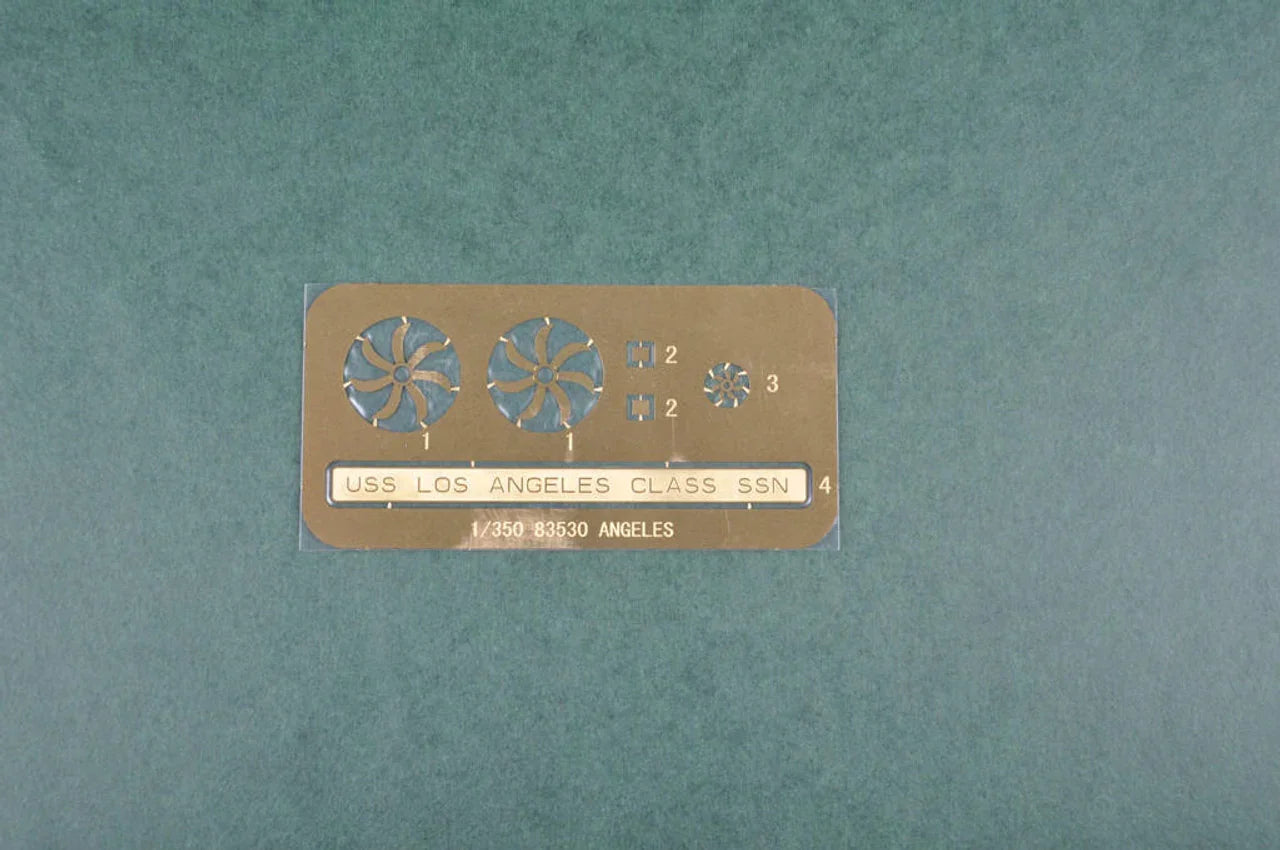 2
3
2
1 1
USS LOS ANGELES CLASS SSN 4
1/350 83530 ANGELES